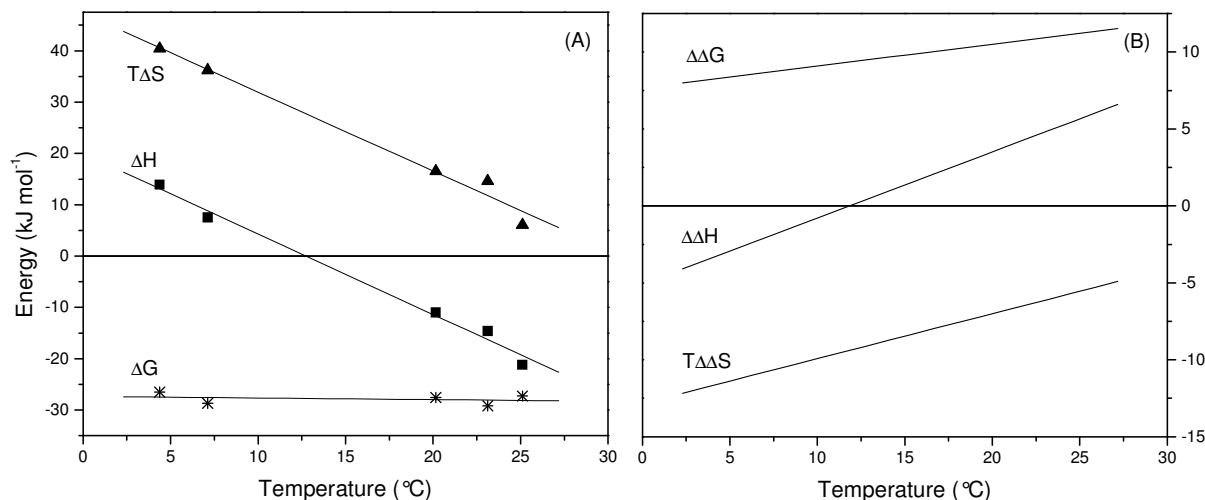 (A)
TΔS
ΔH
ΔG
40
30
20
10
0
-10
-20
-30
Energy (kJ mol⁻¹)
0 5 10 15 20 25 30
Temperature (°C)
(B)
ΔΔG
ΔΔH
TΔΔS
10
5
0
-5
-10
-15
0 5 10 15 20 25 30
Temperature (°C)